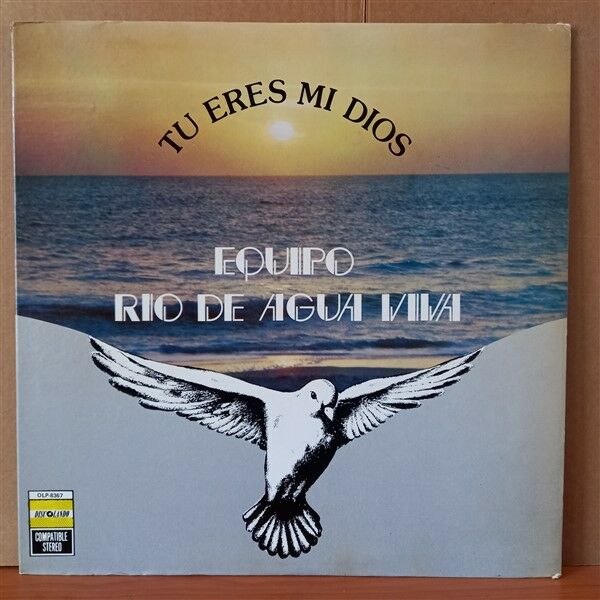 TU ERES MI DIOS
EQUIPO
RIO DE AGUA VIVA
DLP-8367
DISCOLANDO
COMPATIBLE
STEREO